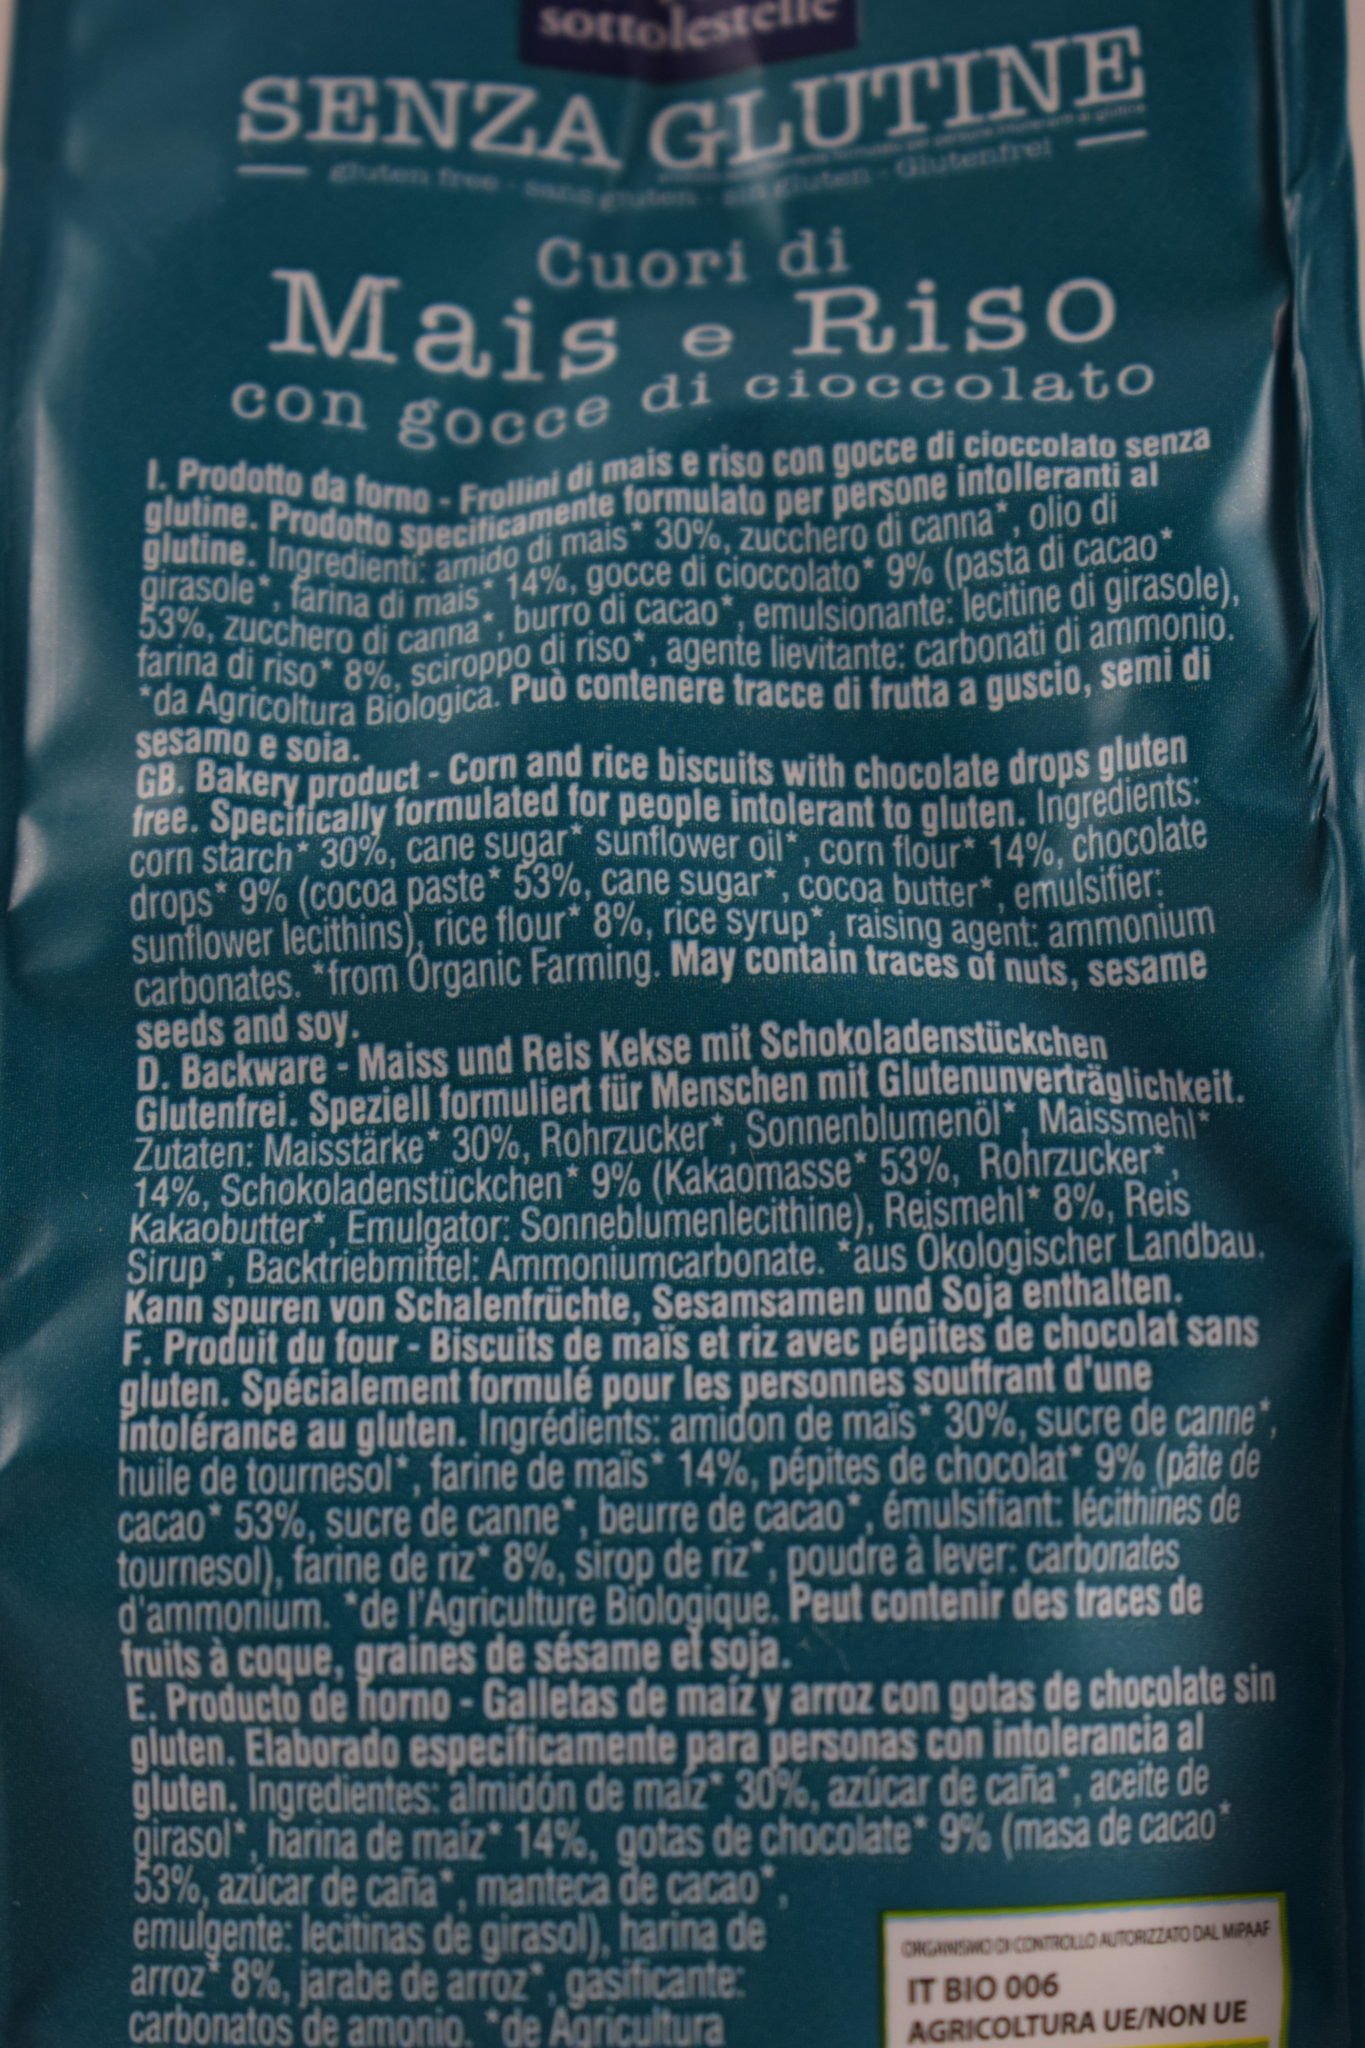 sottolestelle
SENZA GLUTINE
gluten free - sans gluten - sin gluten - Glutenfrei
Cuori di
Mais e Riso
con gocce di cioccolato
I. Prodotto da forno - Frollini di mais e riso con gocce di cioccolato senza
glutine. Prodotto specificamente formulato per persone intolleranti al
glutine. Ingredienti: amido di mais* 30%, zucchero di canna*, olio di
girasole*, farina di mais* 14%, gocce di cioccolato* 9% (pasta di cacao*
53%, zucchero di canna*, burro di cacao*, emulsionante: lecitine di girasole),
farina di riso* 8%, sciroppo di riso*, agente lievitante: carbonati di ammonio.
*da Agricoltura Biologica. Può contenere tracce di frutta a guscio, semi di
sesamo e soia.
GB. Bakery product - Corn and rice biscuits with chocolate drops gluten
free. Specifically formulated for people intolerant to gluten. Ingredients:
corn starch* 30%, cane sugar* sunflower oil*, corn flour* 14%, chocolate
drops* 9% (cocoa paste* 53%, cane sugar*, cocoa butter*, emulsifier:
sunflower lecithins), rice flour* 8%, rice syrup*, raising agent: ammonium
carbonates. *from Organic Farming. May contain traces of nuts, sesame
seeds and soy.
D. Backware - Maiss und Reis Kekse mit Schokoladenstückchen
Glutenfrei. Speziell formuliert für Menschen mit Glutenunverträglichkeit.
Zutaten: Maisstärke* 30%, Rohrzucker*, Sonnenblumenöl*, Maissmehl*
14%, Schokoladenstückchen* 9% (Kakaomasse* 53%, Rohrzucker*,
Kakaobutter*, Emulgator: Sonneblumenlecithine), Reismehl* 8%, Reis
Sirup*, Backtriebmittel: Ammoniumcarbonate. *aus Ökologischer Landbau.
Kann spuren von Schalenfrüchte, Sesamsamen und Soja enthalten.
F. Produit du four - Biscuits de maïs et riz avec pépites de chocolat sans
gluten. Spécialement formulé pour les personnes souffrant d'une
intolérance au gluten. Ingrédients: amidon de maïs* 30%, sucre de canne*,
huile de tournesol*, farine de maïs* 14%, pépites de chocolat* 9% (pâte de
cacao* 53%, sucre de canne*, beurre de cacao*, émulsifiant: lécithines de
tournesol), farine de riz* 8%, sirop de riz*, poudre à lever: carbonates
d'ammonium. *de l'Agriculture Biologique. Peut contenir des traces de
fruits à coque, graines de sésame et soja.
E. Producto de horno - Galletas de maíz y arroz con gotas de chocolate sin
gluten. Elaborado específicamente para personas con intolerancia al
gluten. Ingredientes: almidón de maíz* 30%, azúcar de caña*, aceite de
girasol*, harina de maíz* 14%, gotas de chocolate* 9% (masa de cacao*
53%, azúcar de caña*, manteca de cacao*,
emulgente: lecitinas de girasol), harina de
arroz* 8%, jarabe de arroz*, gasificante:
carbonatos de amonio. *de Agricultura
ORGANISMO DI CONTROLLO AUTORIZZATO DAL MIPAAF
IT BIO 006
AGRICOLTURA UE/NON UE